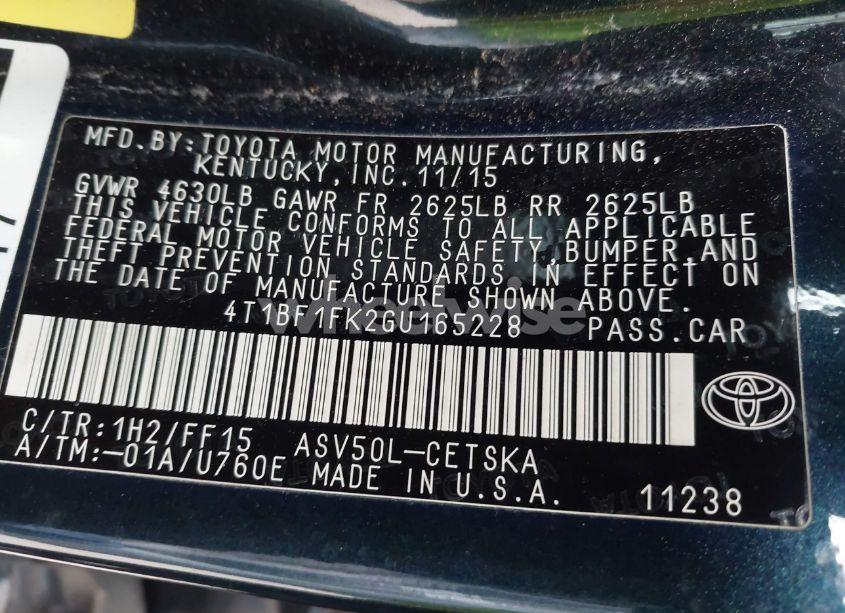 MFD.BY:TOYOTA MOTOR MANUFACTURING,
KENTUCKY,INC.11/15
GVWR 4630LB GAWR FR 2625LB RR 2625LB
THIS VEHICLE CONFORMS TO ALL APPLICABLE
FEDERAL MOTOR VEHICLE SAFETY,BUMPER,AND
THEFT PREVENTION STANDARDS IN EFFECT ON
THE DATE OF MANUFACTURE SHOWN ABOVE.
4T1BF1FK2GU165228 PASS.CAR
C/TR:1H2/FF15 ASV50L-CETSKA
A/TM:-01A/U760E MADE IN U.S.A. 11238